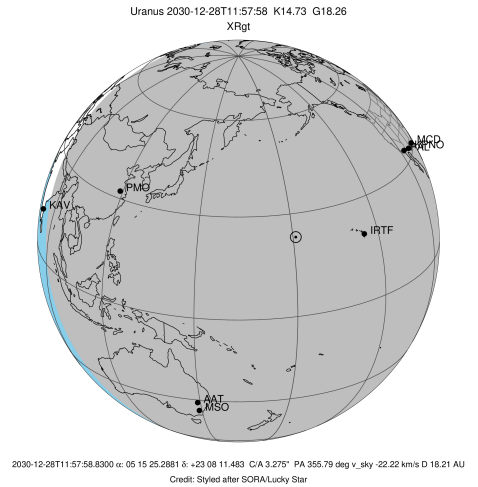 Uranus 2030-12-28T11:57:58 K14.73 G18.26
XRgt
MCD
KPNO
PMO
KAV
IRTF
AAT
MSO
2030-12-28T11:57:58.8300 α: 05 15 25.2881 δ: +23 08 11.483 C/A 3.275" PA 355.79 deg v_sky -22.22 km/s D 18.21 AU
Credit: Styled after SORA/Lucky Star